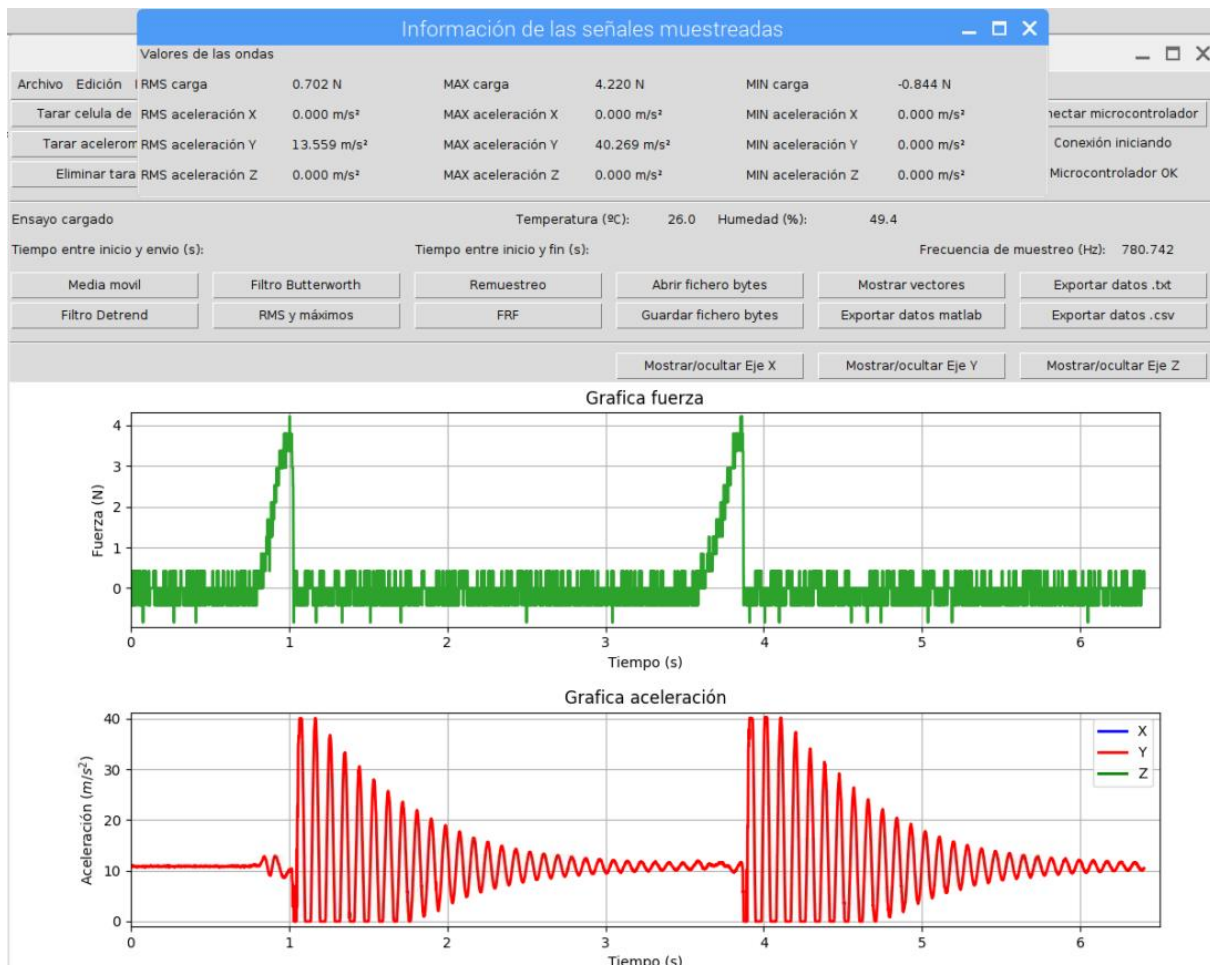 Información de las señales muestreadas
Valores de las ondas
Archivo Edición
RMS carga 0.702 N MAX carga 4.220 N MIN carga -0.844 N
Tarar celula de RMS aceleración X 0.000 m/s² MAX aceleración X 0.000 m/s² MIN aceleración X 0.000 m/s² nectar microcontrolador
Tarar acelerom RMS aceleración Y 13.559 m/s² MAX aceleración Y 40.269 m/s² MIN aceleración Y 0.000 m/s² Conexión iniciando
Eliminar tara RMS aceleración Z 0.000 m/s² MAX aceleración Z 0.000 m/s² MIN aceleración Z 0.000 m/s² Microcontrolador OK
Ensayo cargado Temperatura (ºC): 26.0 Humedad (%): 49.4
Tiempo entre inicio y envio (s): Tiempo entre inicio y fin (s): Frecuencia de muestreo (Hz): 780.742
Media movil Filtro Butterworth Remuestreo Abrir fichero bytes Mostrar vectores Exportar datos .txt
Filtro Detrend RMS y máximos FRF Guardar fichero bytes Exportar datos matlab Exportar datos .csv
Mostrar/ocultar Eje X Mostrar/ocultar Eje Y Mostrar/ocultar Eje Z
Grafica fuerza
4
3
2
1
0
Fuerza (N)
0 1 2 3 4 5 6
Tiempo (s)
Grafica aceleración
40
30
20
10
0
Aceleración (m/s²)
X
Y
Z
0 1 2 3 4 5 6
Tiempo (s)